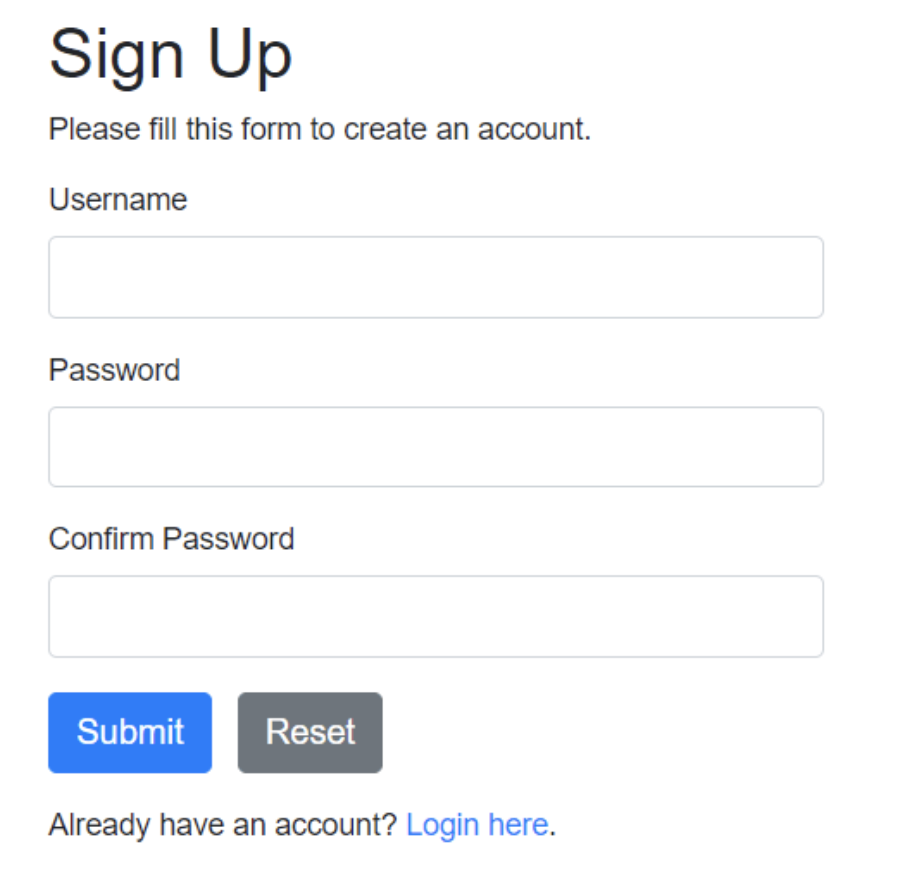 Sign Up
Please fill this form to create an account.
Username
Password
Confirm Password
Submit Reset
Already have an account? Login here.